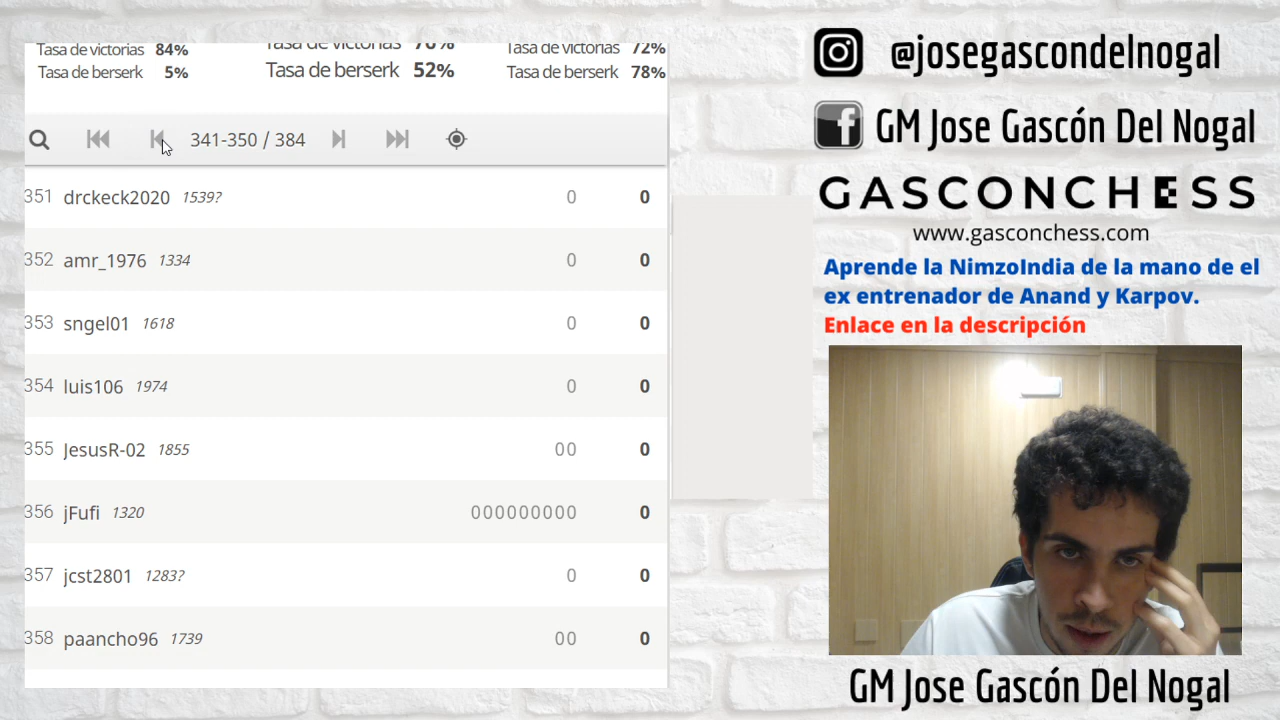 Tasa de victorias 84%
Tasa de berserk 5%
Tasa de victorias 76%
Tasa de berserk 52%
Tasa de victorias 72%
Tasa de berserk 78%
341-350 / 384
351 drckeck2020 1539? 0 0
352 amr_1976 1334 0 0
353 sngel01 1618 0 0
354 luis106 1974 0 0
355 JesusR-02 1855 00 0
356 jFufi 1320 000000000 0
357 jcst2801 1283? 0 0
358 paancho96 1739 00 0
@josegascondelnogal
GM Jose Gascón Del Nogal
GASCONCHESS
www.gasconchess.com
Aprende la NimzoIndia de la mano de el
ex entrenador de Anand y Karpov.
Enlace en la descripción
GM Jose Gascón Del Nogal